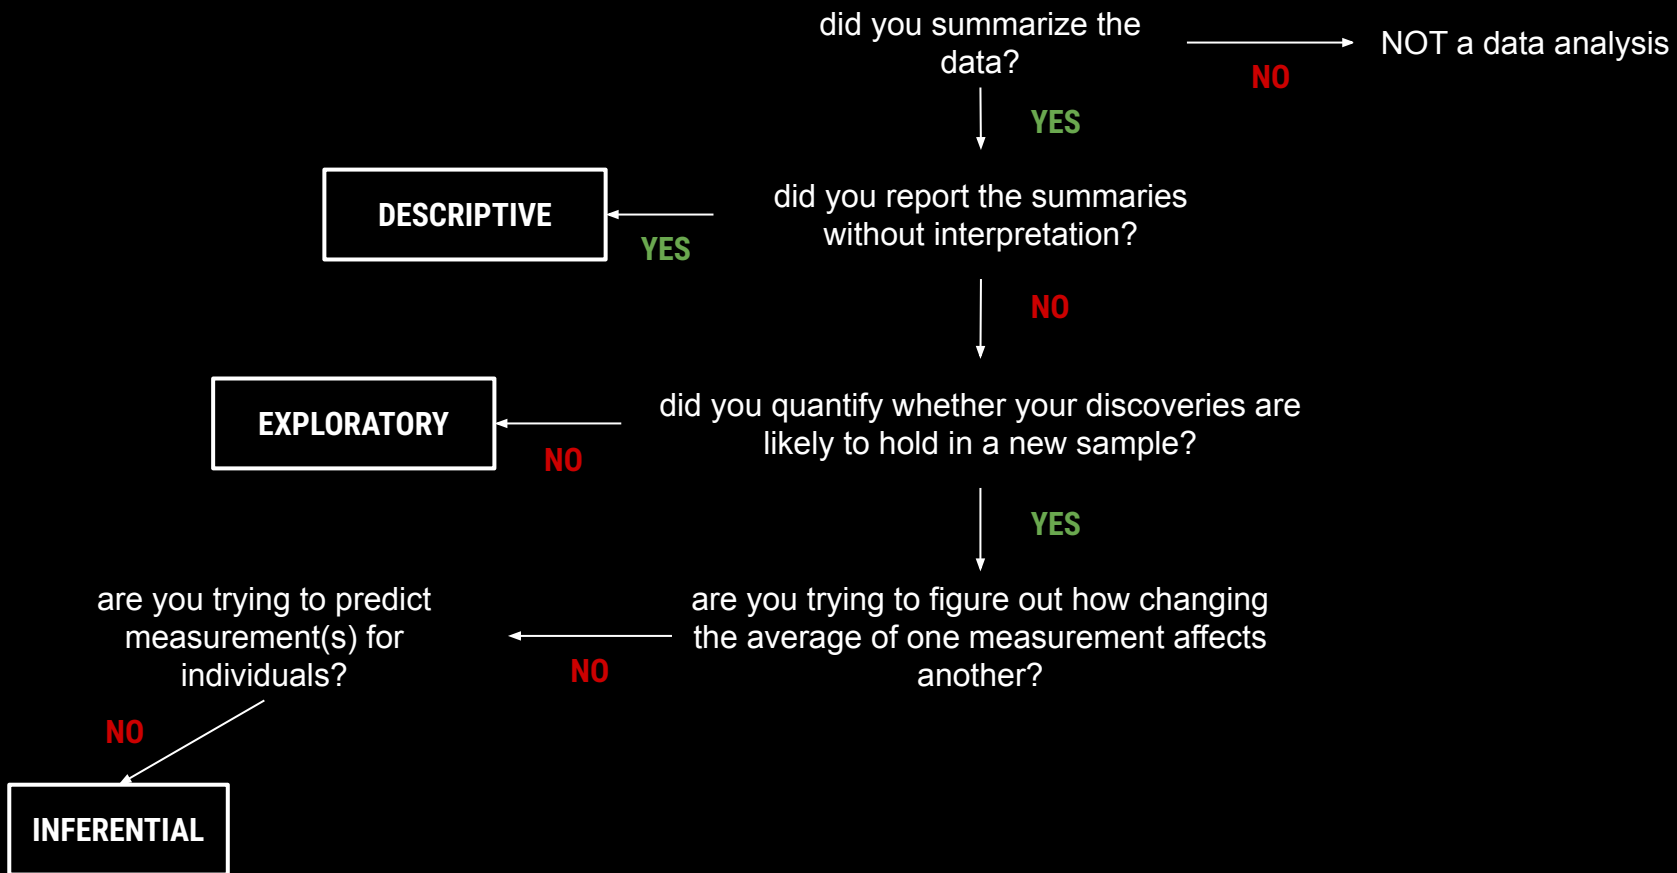 did you summarize the
data?
NO
NOT a data analysis
YES
did you report the summaries
without interpretation?
YES
DESCRIPTIVE
NO
did you quantify whether your discoveries are
likely to hold in a new sample?
NO
EXPLORATORY
YES
are you trying to figure out how changing
the average of one measurement affects
another?
NO
are you trying to predict
measurement(s) for
individuals?
NO
INFERENTIAL